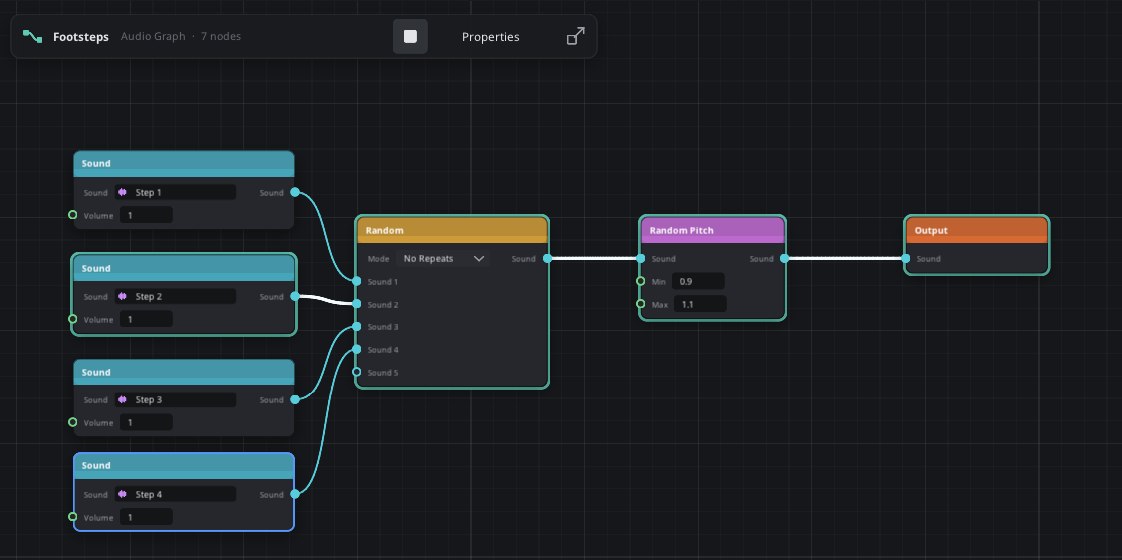 Footsteps Audio Graph · 7 nodes Properties
Sound
Sound Step 1 Sound
Volume 1
Sound
Sound Step 2 Sound
Volume 1
Sound
Sound Step 3 Sound
Volume 1
Sound
Sound Step 4 Sound
Volume 1
Random
Mode No Repeats Sound
Sound 1
Sound 2
Sound 3
Sound 4
Sound 5
Random Pitch
Sound Sound
Min 0.9
Max 1.1
Output
Sound